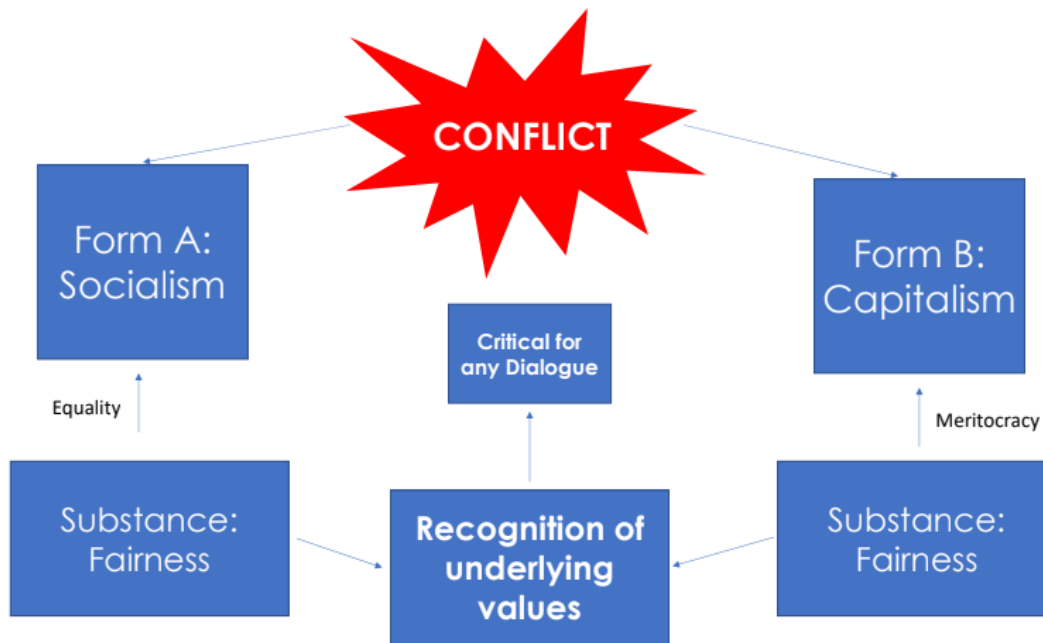 CONFLICT
Form A:
Socialism
Form B:
Capitalism
Critical for
any Dialogue
Equality
Meritocracy
Substance:
Fairness
Recognition of
underlying
values
Substance:
Fairness